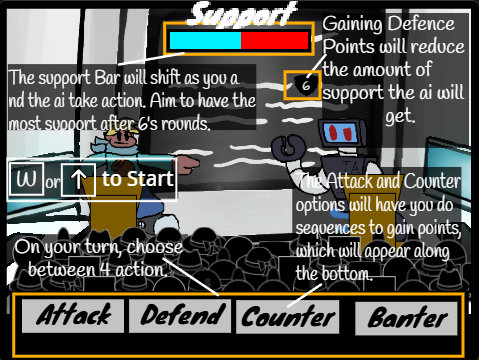 Support
Gaining Defence
Points will reduce
the amount of
support the ai will
get.
6
The support Bar will shift as you a
nd the ai take action. Aim to have the
most support after 6's rounds.
W or ↑ to Start
The Attack and Counter
options will have you do
sequences to gain points,
which will appear along
the bottom.
On your turn, choose
between 4 action.
Attack
Defend
Counter
Banter